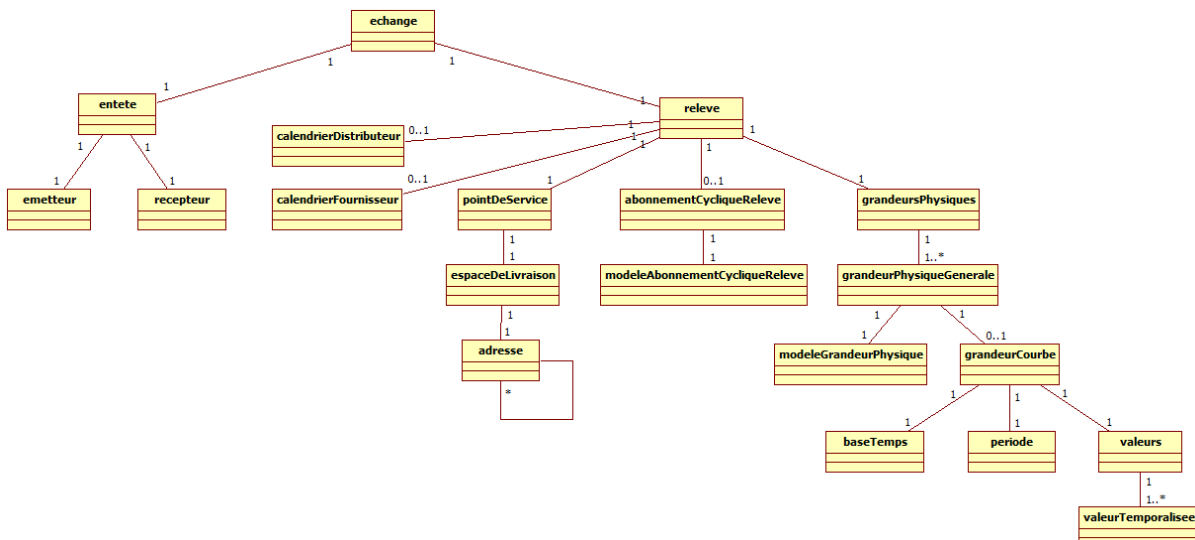 echange
1
1
1
1
entete
releve
calendrierDistributeur
0..1
1
1
1
1
1
1
1
1
1
0..1
1
0..1
1
emetteur
recepteur
calendrierFournisseur
pointDeService
abonnementCycliqueReleve
grandeursPhysiques
1
1
1
1
1
1..*
espaceDeLivraison
modeleAbonnementCycliqueReleve
grandeurPhysiqueGenerale
1
1
1
1
1
0..1
adresse
modeleGrandeurPhysique
grandeurCourbe
*
1
1
1
1
1
1
baseTemps
periode
valeurs
1
1..*
valeurTemporalisee